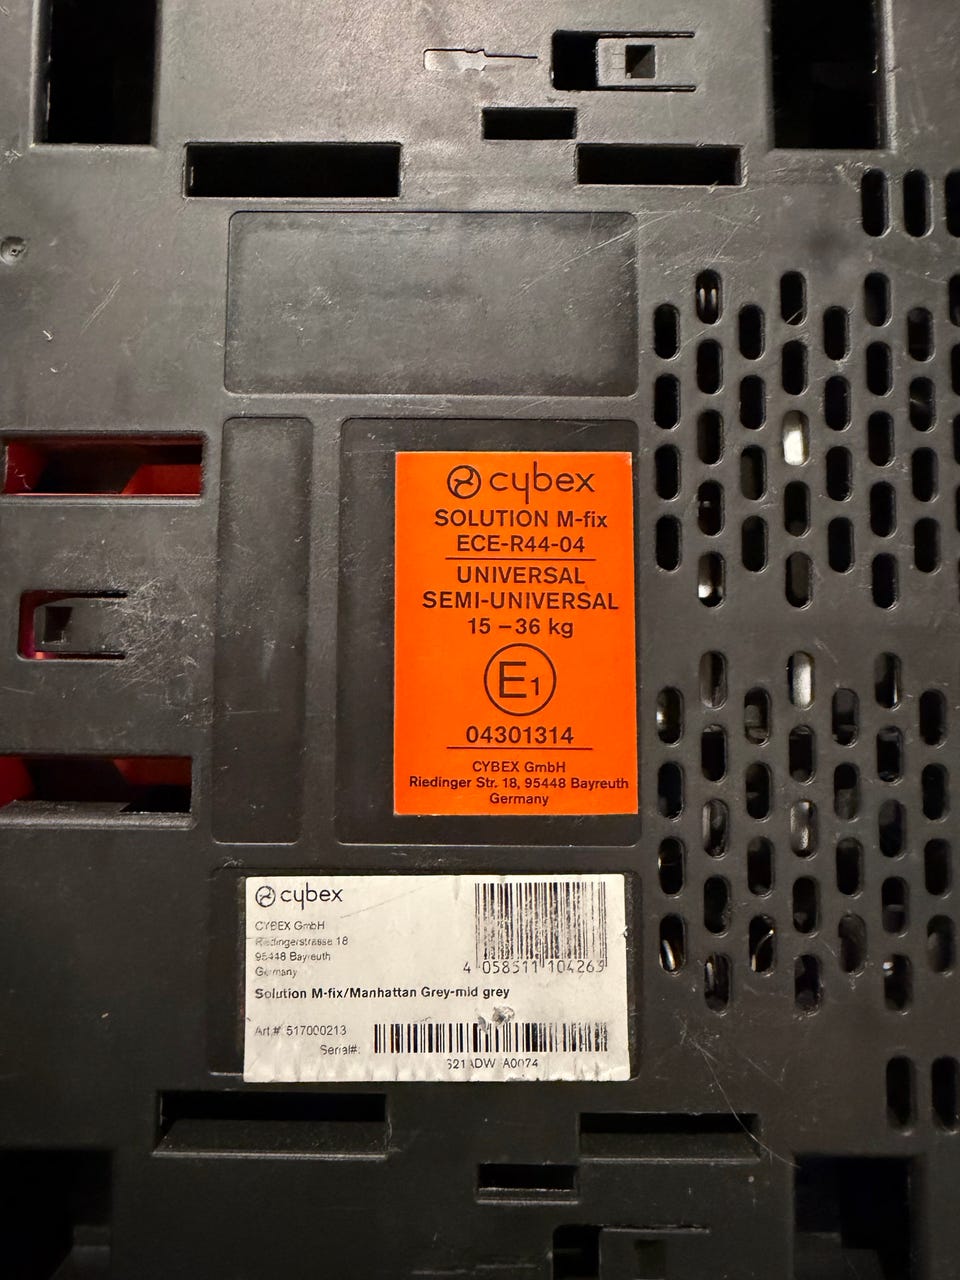 cybex
SOLUTION M-fix
ECE-R44-04
UNIVERSAL
SEMI-UNIVERSAL
15 – 36 kg
E1
04301314
CYBEX GmbH
Riedinger Str. 18, 95448 Bayreuth
Germany
cybex
CYBEX GmbH
Riedingerstrasse 18
95448 Bayreuth
Germany
4 058511 104269
Solution M-fix/Manhattan Grey-mid grey
Art.#: 517000213
Serial#:
A0074